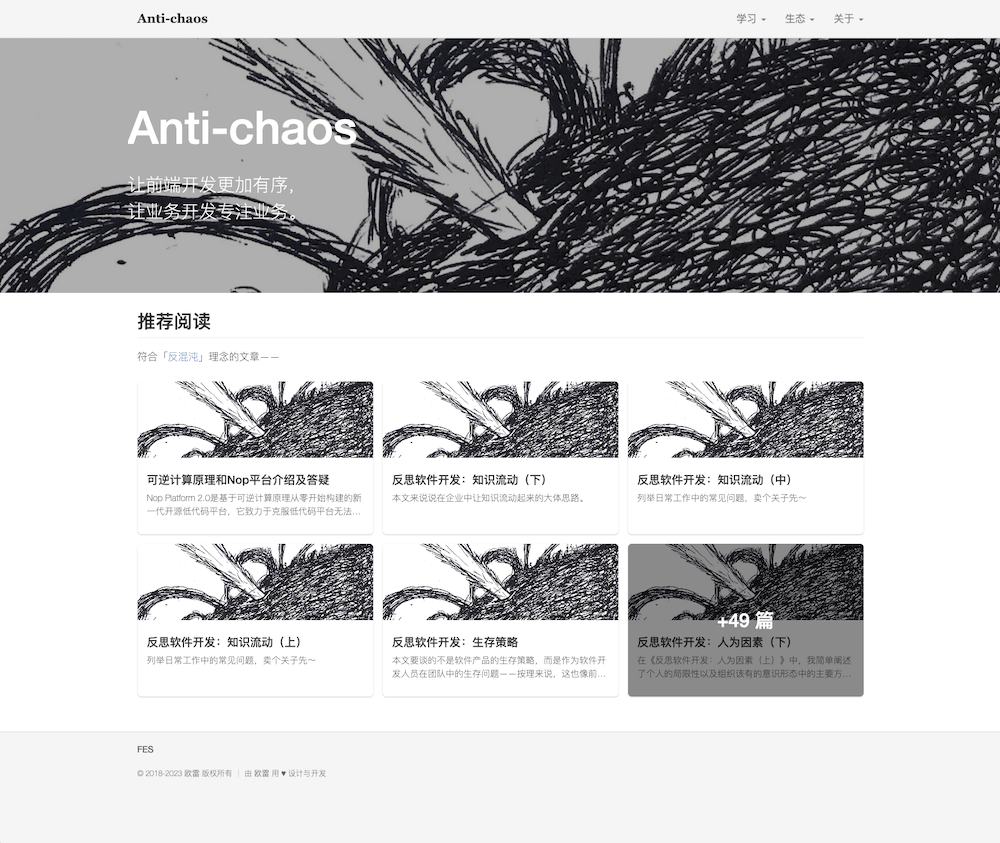 Anti-chaos
学习 生态 关于
Anti-chaos
让前端开发更加有序，
让业务开发专注业务。
推荐阅读
符合「反混沌」理念的文章——
可逆计算原理和Nop平台介绍及答疑
Nop Platform 2.0是基于可逆计算原理从零开始构建的新
一代开源低代码平台，它致力于克服低代码平台无法…
反思软件开发：知识流动（下）
本文来说说在企业中让知识流动起来的大体思路。
反思软件开发：知识流动（中）
列举日常工作中的常见问题，卖个关子先～
反思软件开发：知识流动（上）
列举日常工作中的常见问题，卖个关子先～
反思软件开发：生存策略
本文要谈的不是软件产品的生存策略，而是作为软件开
发人员在团队中的生存问题——按理来说，这也像前…
+49 篇
反思软件开发：人为因素（下）
在《反思软件开发：人为因素（上）》中，我简单阐述
了个人的局限性以及组织该有的意识形态中的主要方…
FES
© 2018-2023 欧雷 版权所有 | 由 欧雷 用 ♥ 设计与开发